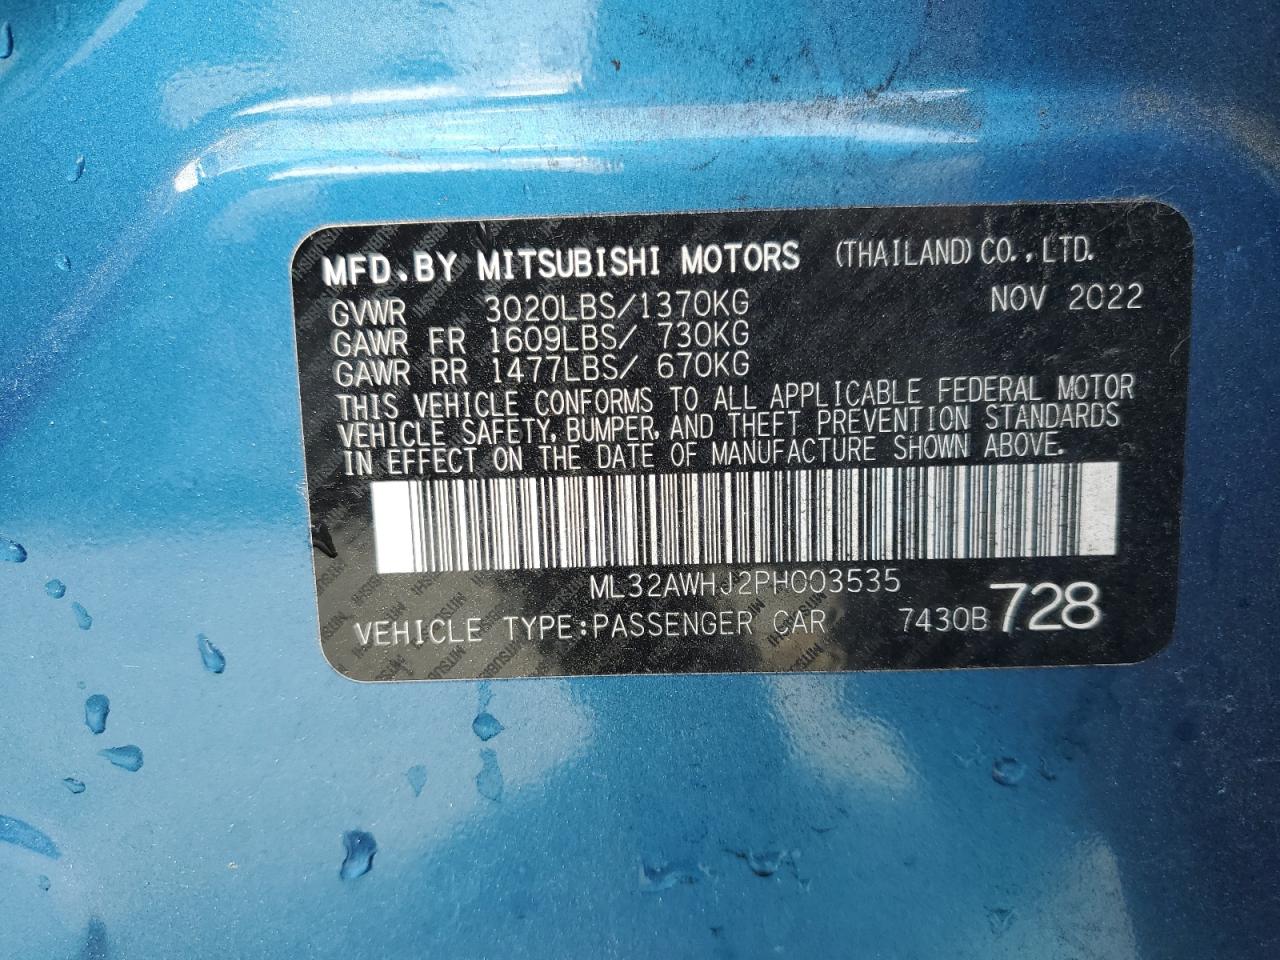 MFD.BY MITSUBISHI MOTORS (THAILAND)CO.,LTD.
GVWR 3020LBS/1370KG NOV 2022
GAWR FR 1609LBS/ 730KG
GAWR RR 1477LBS/ 670KG
THIS VEHICLE CONFORMS TO ALL APPLICABLE FEDERAL MOTOR
VEHICLE SAFETY, BUMPER, AND THEFT PREVENTION STANDARDS
IN EFFECT ON THE DATE OF MANUFACTURE SHOWN ABOVE.
ML32AWHJ2PH003535
VEHICLE TYPE:PASSENGER CAR 7430B 728